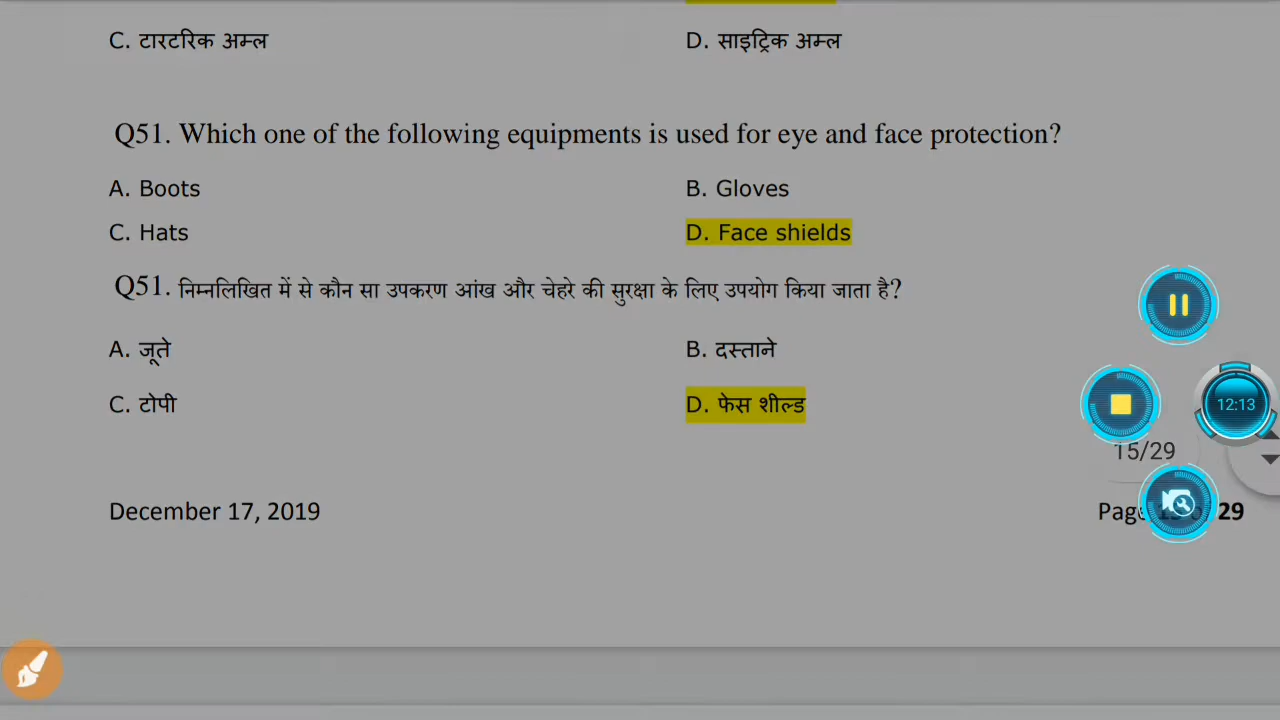 C. टारटरिक अम्ल D. साइट्रिक अम्ल
Q51. Which one of the following equipments is used for eye and face protection?
A. Boots B. Gloves
C. Hats D. Face shields
Q51. निम्नलिखित में से कौन सा उपकरण आंख और चेहरे की सुरक्षा के लिए उपयोग किया जाता है?
A. जूते B. दस्ताने
C. टोपी D. फेस शील्ड
12:13
15/29
December 17, 2019 Page 29